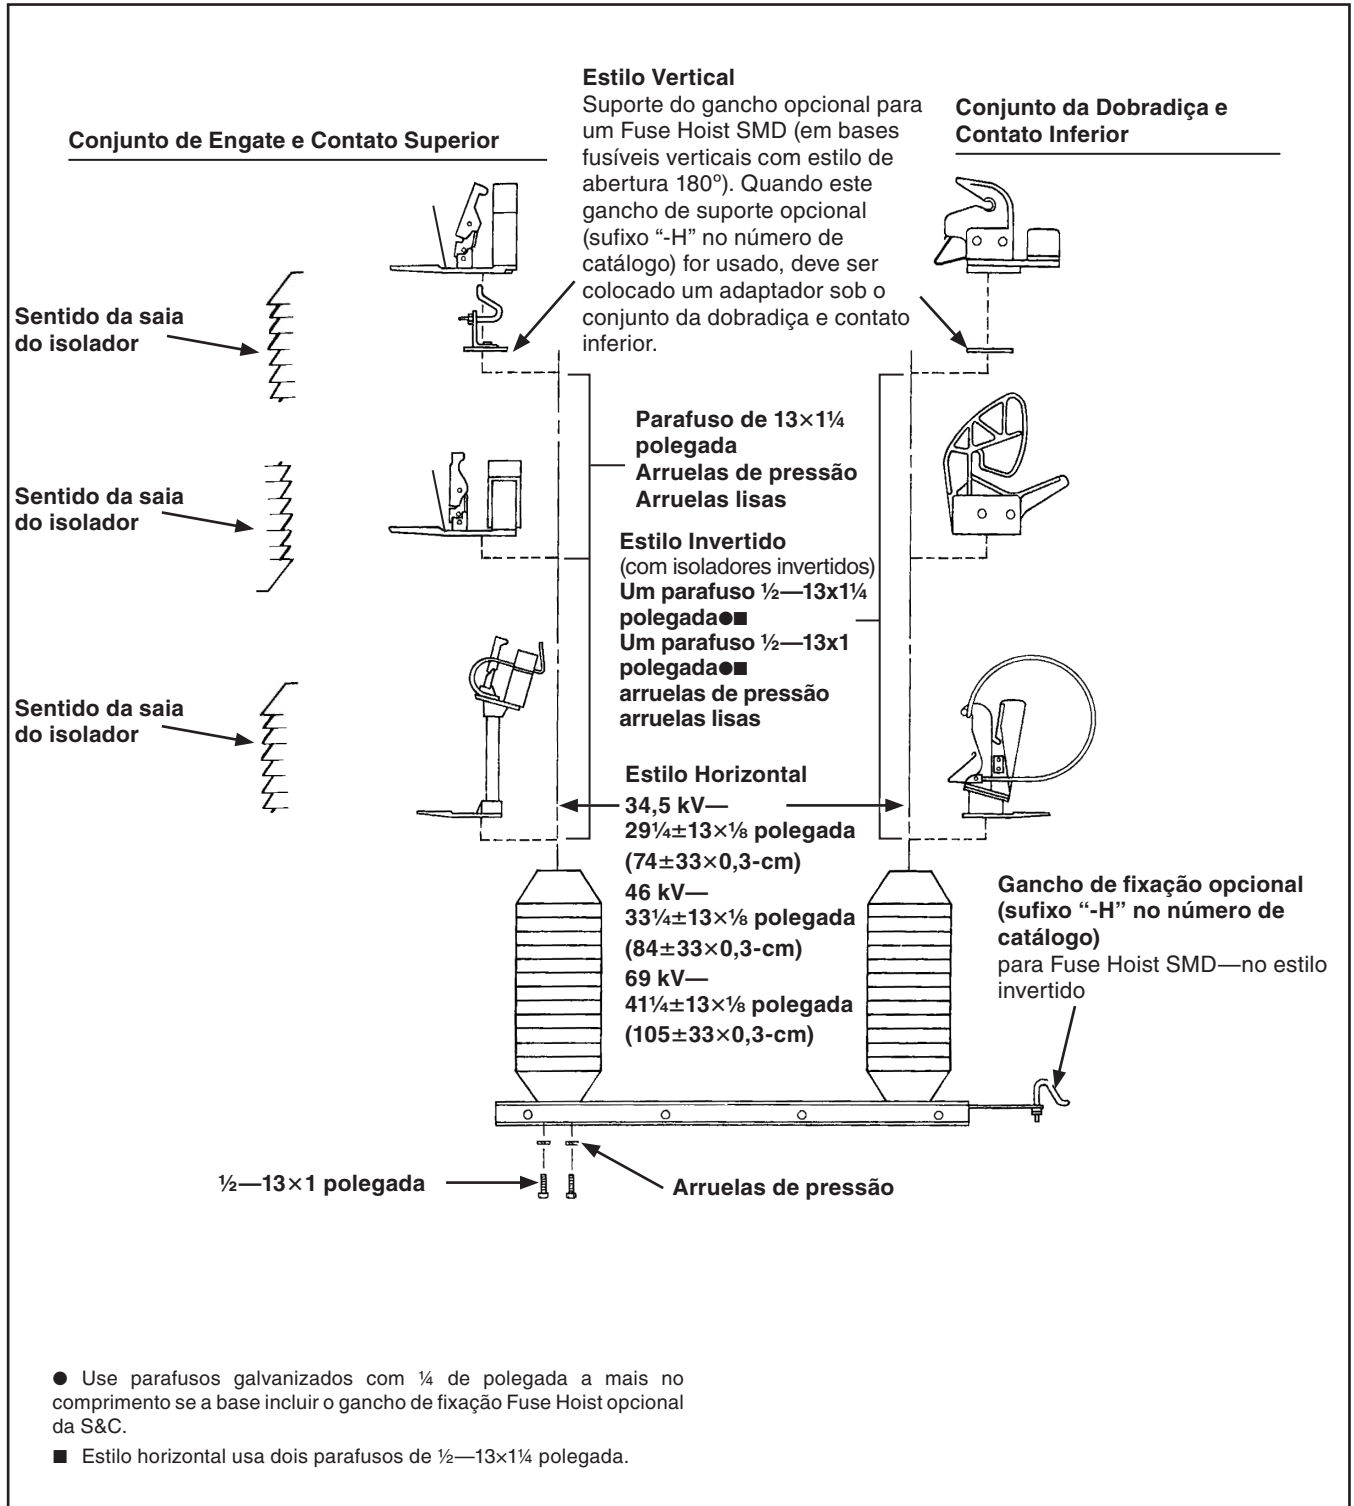 Estilo Vertical
Suporte do gancho opcional para
um Fuse Hoist SMD (em bases
fusíveis verticais com estilo de
abertura 180º). Quando este
gancho de suporte opcional
(sufixo “-H” no número de
catálogo) for usado, deve ser
colocado um adaptador sob o
conjunto da dobradiça e contato
inferior.
Conjunto da Dobradiça e
Contato Inferior
Conjunto de Engate e Contato Superior
Sentido da saia
do isolador
Parafuso de 13×1¼
polegada
Arruelas de pressão
Arruelas lisas
Sentido da saia
do isolador
Estilo Invertido
(com isoladores invertidos)
Um parafuso ½—13x1¼
polegada●■
Um parafuso ½—13x1
polegada●■
arruelas de pressão
arruelas lisas
Sentido da saia
do isolador
Estilo Horizontal
34,5 kV—
29¼±13×⅛ polegada
(74±33×0,3-cm)
46 kV—
33¼±13×⅛ polegada
(84±33×0,3-cm)
69 kV—
41¼±13×⅛ polegada
(105±33×0,3-cm)
Gancho de fixação opcional
(sufixo “-H” no número de
catálogo)
para Fuse Hoist SMD—no estilo
invertido
½—13×1 polegada
Arruelas de pressão
● Use parafusos galvanizados com ¼ de polegada a mais no
comprimento se a base incluir o gancho de fixação Fuse Hoist opcional
da S&C.
■ Estilo horizontal usa dois parafusos de ½—13×1¼ polegada.